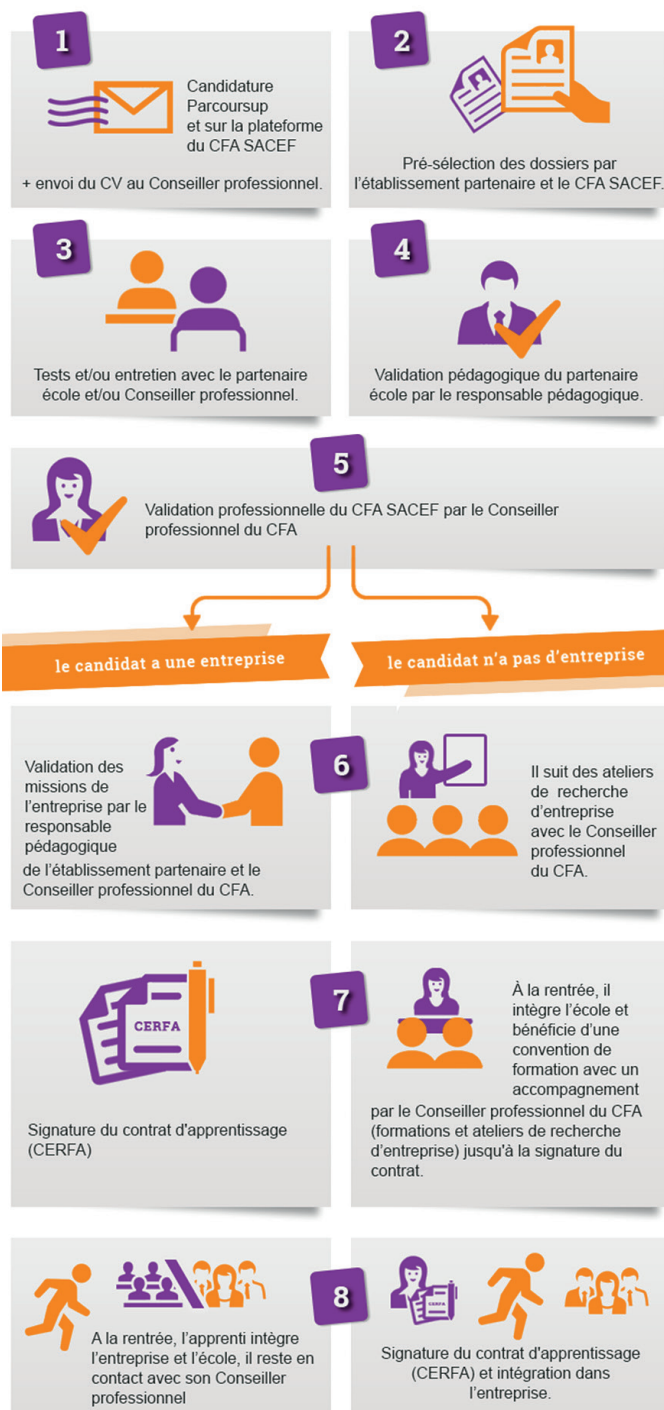 1
Candidature
Parcoursup
et sur la plateforme
du CFA SACEF
+ envoi du CV au Conseiller professionnel.
2
Pré-sélection des dossiers par
l'établissement partenaire et le CFA SACEF.
3
Tests et/ou entretien avec le partenaire
école et/ou Conseiller professionnel.
4
Validation pédagogique du partenaire
école par le responsable pédagogique.
5
Validation professionnelle du CFA SACEF par le Conseiller
professionnel du CFA
le candidat a une entreprise
le candidat n'a pas d'entreprise
6
Validation des
missions de
l'entreprise par le
responsable
pédagogique
de l'établissement partenaire et le
Conseiller professionnel du CFA.
Il suit des ateliers
de recherche
d'entreprise
avec le Conseiller
professionnel
du CFA.
7
CERFA
Signature du contrat d'apprentissage
(CERFA)
À la rentrée, il
intègre l'école et
bénéficie d'une
convention de
formation avec un
accompagnement
par le Conseiller professionnel du CFA
(formations et ateliers de recherche
d'entreprise) jusqu'à la signature du
contrat.
8
A la rentrée, l'apprenti intègre
l'entreprise et l'école, il reste en
contact avec son Conseiller
professionnel
CERFA
Signature du contrat d'apprentissage
(CERFA) et intégration dans
l'entreprise.